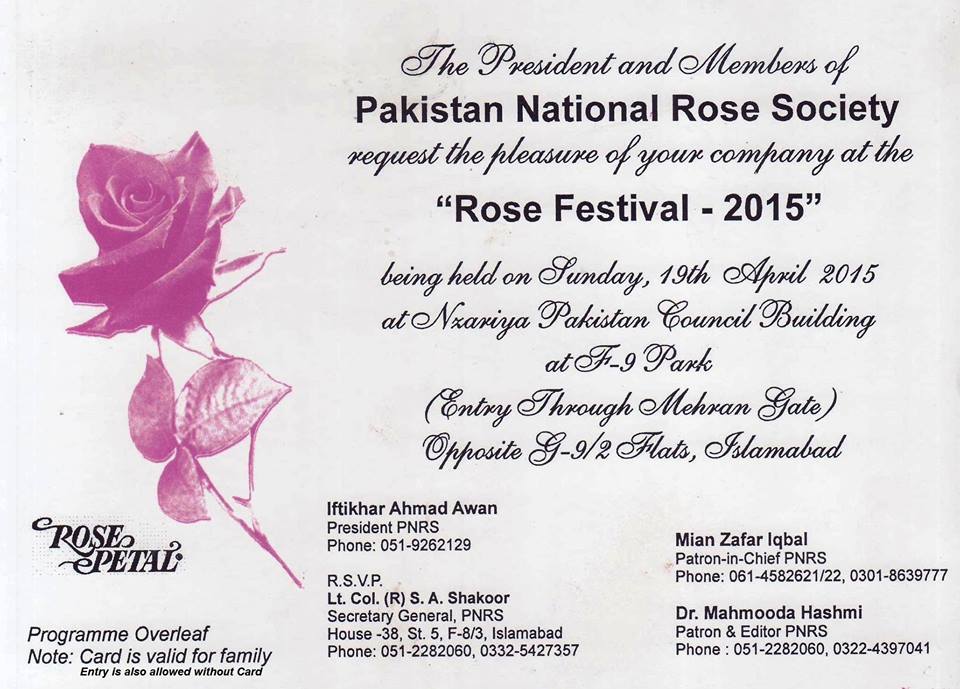 The President and Members of
Pakistan National Rose Society
request the pleasure of your company at the
“Rose Festival - 2015”
being held on Sunday, 19th April 2015
at Nzariya Pakistan Council Building
at F-9 Park
(Entry Through Mehran Gate)
Opposite G-9/2 Flats, Islamabad
Iftikhar Ahmad Awan
President PNRS
Phone: 051-9262129
R.S.V.P.
Lt. Col. (R) S. A. Shakoor
Secretary General, PNRS
House -38, St. 5, F-8/3, Islamabad
Phone: 051-2282060, 0332-5427357
Mian Zafar Iqbal
Patron-in-Chief PNRS
Phone: 061-4582621/22, 0301-8639777
Dr. Mahmooda Hashmi
Patron & Editor PNRS
Phone : 051-2282060, 0322-4397041
ROSE
PETAL
Programme Overleaf
Note: Card is valid for family
Entry is also allowed without Card